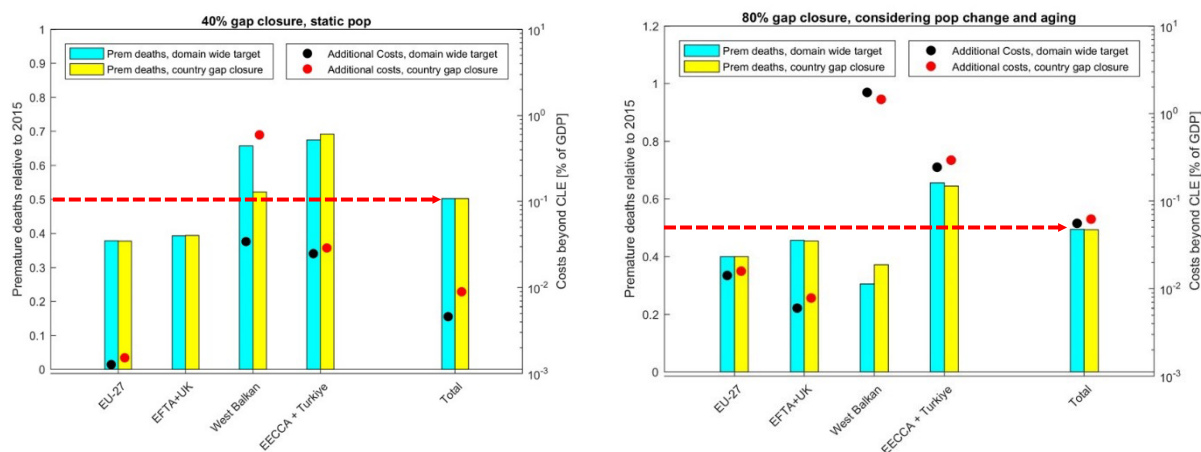 40% gap closure, static pop
Prem deaths, domain wide target
Prem deaths, country gap closure
Additional Costs, domain wide target
Additional costs, country gap closure
Premature deaths relative to 2015
1
0.9
0.8
0.7
0.6
0.5
0.4
0.3
0.2
0.1
0
Costs beyond CLE [% of GDP]
10^1
10^0
10^-1
10^-2
10^-3
EU-27
EFTA+UK
West Balkan
EECCA + Turkiye
Total
80% gap closure, considering pop change and aging
Prem deaths, domain wide target
Prem deaths, country gap closure
Additional Costs, domain wide target
Additional costs, country gap closure
Premature deaths relative to 2015
1.2
1
0.8
0.6
0.4
0.2
0
Costs beyond CLE [% of GDP]
10^1
10^0
10^-1
10^-2
10^-3
EU-27
EFTA+UK
West Balkan
EECCA + Turkiye
Total